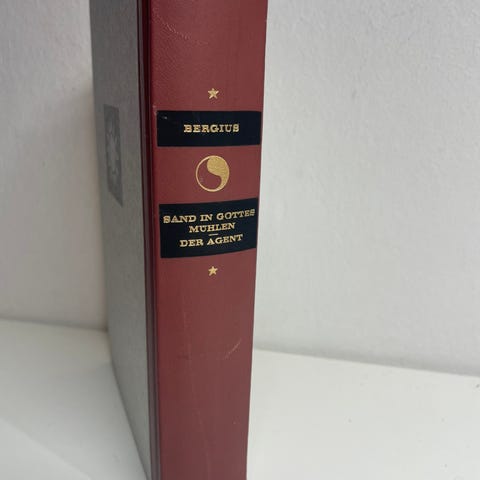 BERGIUS
SAND IN GOTTES
MÜHLEN
DER AGENT